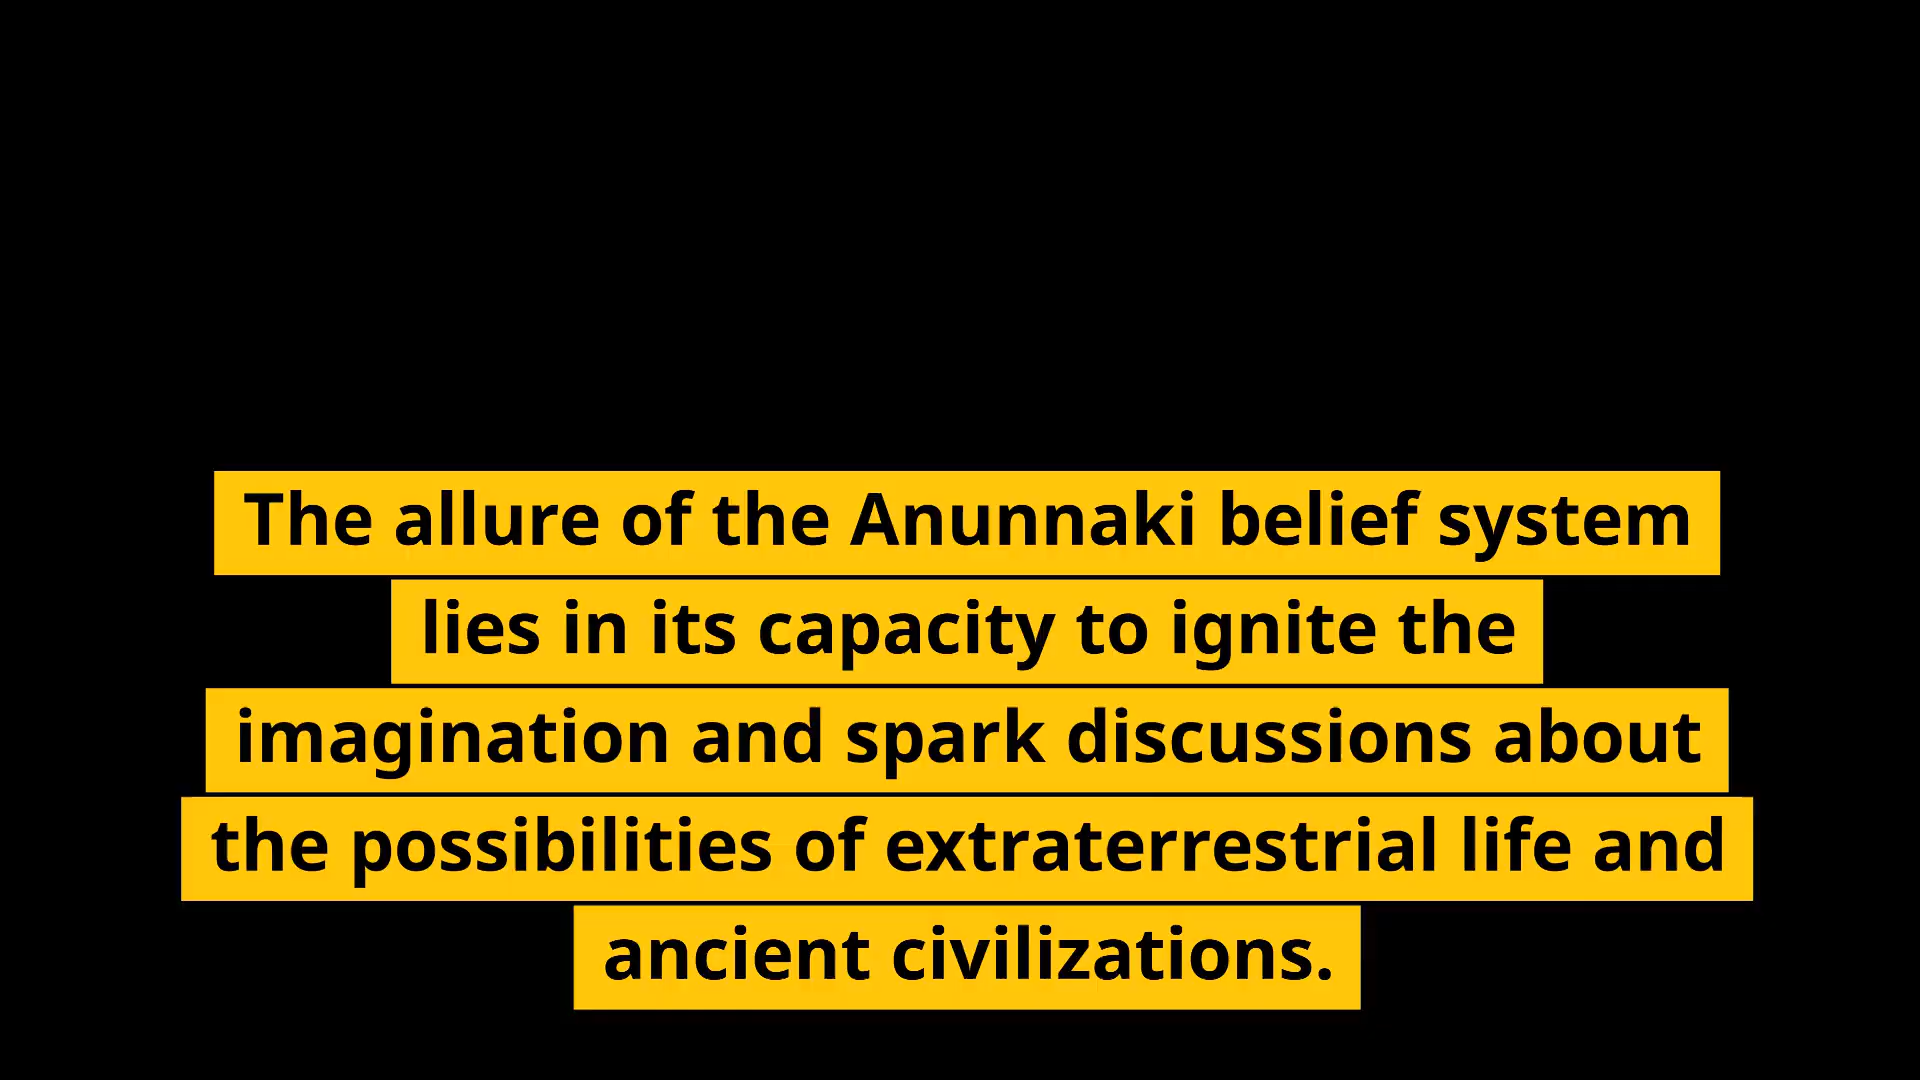 The allure of the Anunnaki belief system
lies in its capacity to ignite the
imagination and spark discussions about
the possibilities of extraterrestrial life and
ancient civilizations.